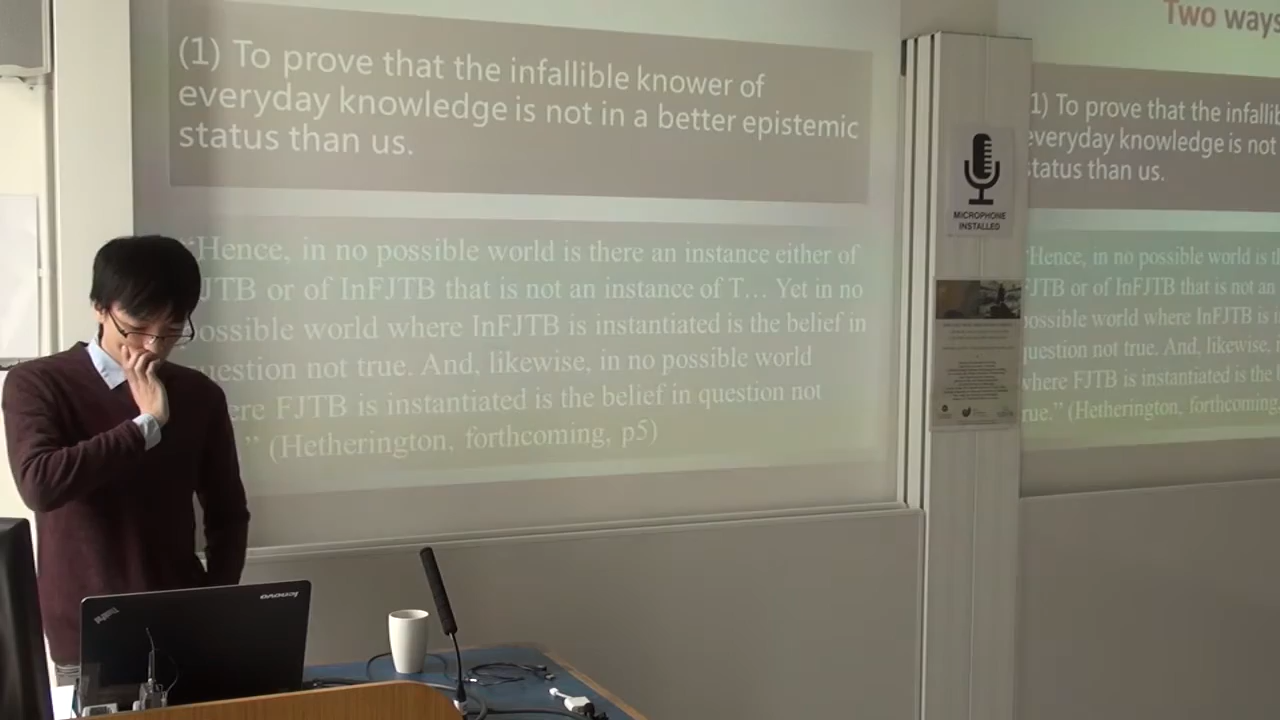 (1) To prove that the infallible knower of
everyday knowledge is not in a better epistemic
status than us.
“Hence, in no possible world is there an instance either of
JTB or of InFJTB that is not an instance of T... Yet in no
possible world where InFJTB is instantiated is the belief in
question not true. And, likewise, in no possible world
ere FJTB is instantiated is the belief in question not
” (Hetherington, forthcoming, p5)
MICROPHONE
INSTALLED
Two ways
1) To prove that the infallib
everyday knowledge is not
status than us.
“Hence, in no possible world is th
FJTB or of InFJTB that is not an
possible world where InFJTB is i
question not true. And, likewise,
where FJTB is instantiated is the b
rue.” (Hetherington, forthcoming
lenovo
ThinkPad